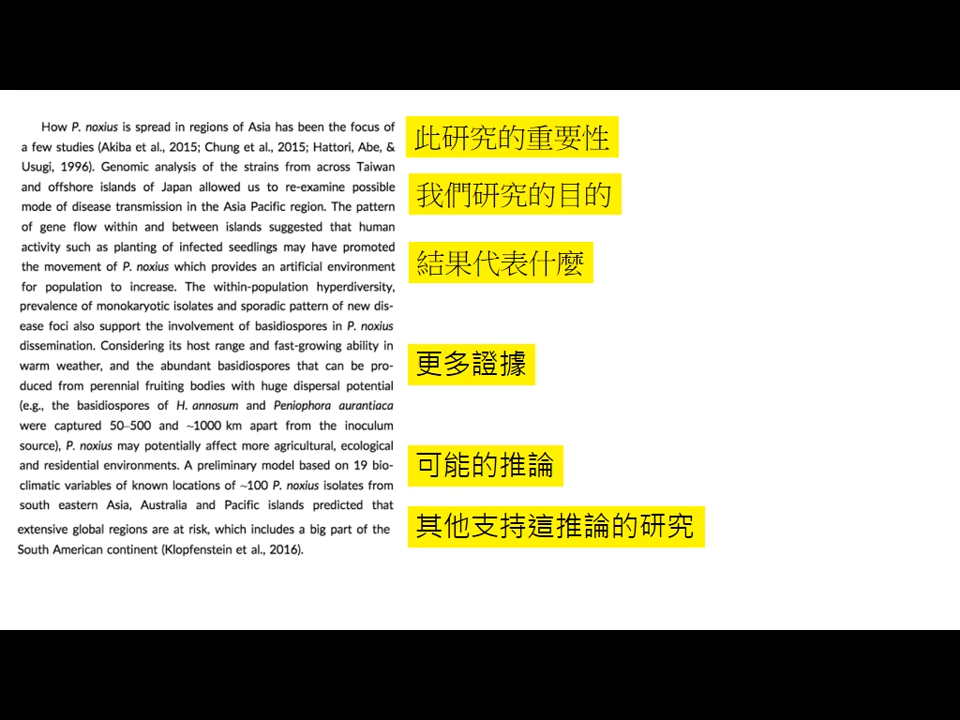 How P. noxius is spread in regions of Asia has been the focus of
a few studies (Akiba et al., 2015; Chung et al., 2015; Hattori, Abe, &
Usugi, 1996). Genomic analysis of the strains from across Taiwan
and offshore islands of Japan allowed us to re-examine possible
mode of disease transmission in the Asia Pacific region. The pattern
of gene flow within and between islands suggested that human
activity such as planting of infected seedlings may have promoted
the movement of P. noxius which provides an artificial environment
for population to increase. The within-population hyperdiversity,
prevalence of monokaryotic isolates and sporadic pattern of new dis-
ease foci also support the involvement of basidiospores in P. noxius
dissemination. Considering its host range and fast-growing ability in
warm weather, and the abundant basidiospores that can be pro-
duced from perennial fruiting bodies with huge dispersal potential
(e.g., the basidiospores of H. annosum and Peniophora aurantiaca
were captured 50–500 and ~1000 km apart from the inoculum
source), P. noxius may potentially affect more agricultural, ecological
and residential environments. A preliminary model based on 19 bio-
climatic variables of known locations of ~100 P. noxius isolates from
south eastern Asia, Australia and Pacific islands predicted that
extensive global regions are at risk, which includes a big part of the
South American continent (Klopfenstein et al., 2016).
此研究的重要性
我們研究的目的
結果代表什麼
更多證據
可能的推論
其他支持這推論的研究